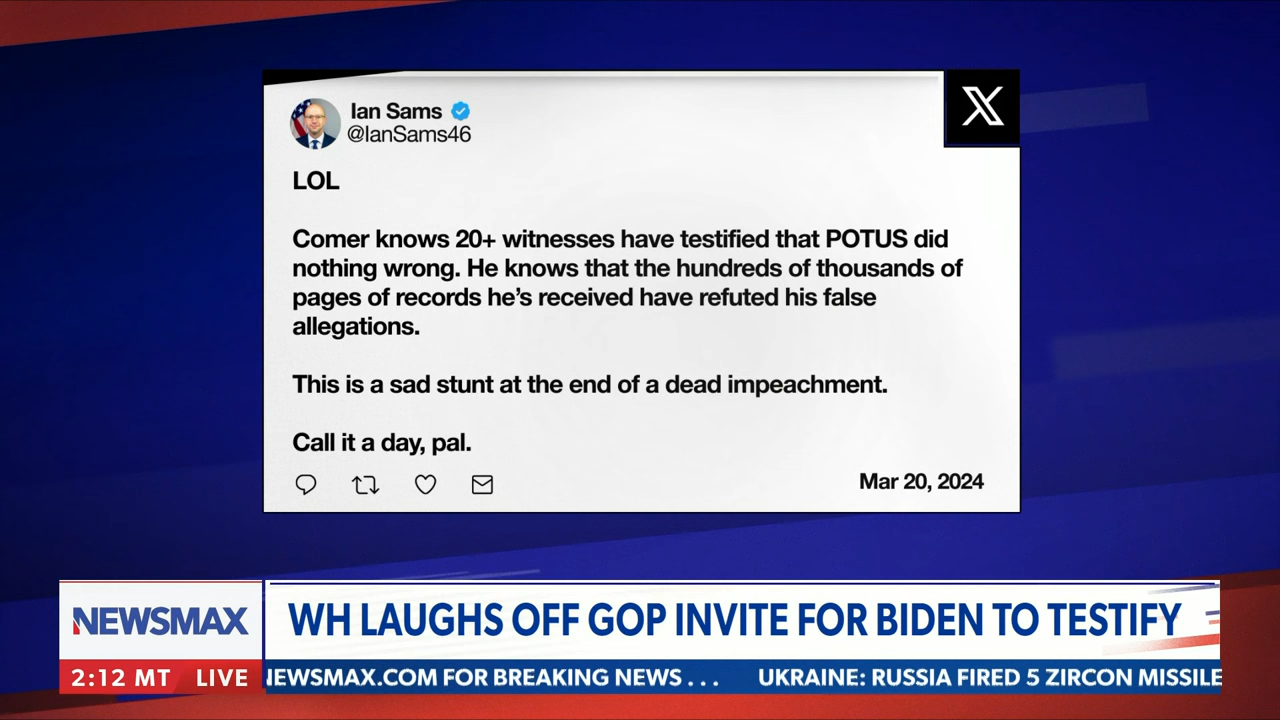 Ian Sams
@IanSams46
LOL
Comer knows 20+ witnesses have testified that POTUS did
nothing wrong. He knows that the hundreds of thousands of
pages of records he's received have refuted his false
allegations.
This is a sad stunt at the end of a dead impeachment.
Call it a day, pal.
Mar 20, 2024
NEWSMAX
WH LAUGHS OFF GOP INVITE FOR BIDEN TO TESTIFY
2:12 MT LIVE
NEWSMAX.COM FOR BREAKING NEWS . . . UKRAINE: RUSSIA FIRED 5 ZIRCON MISSILE